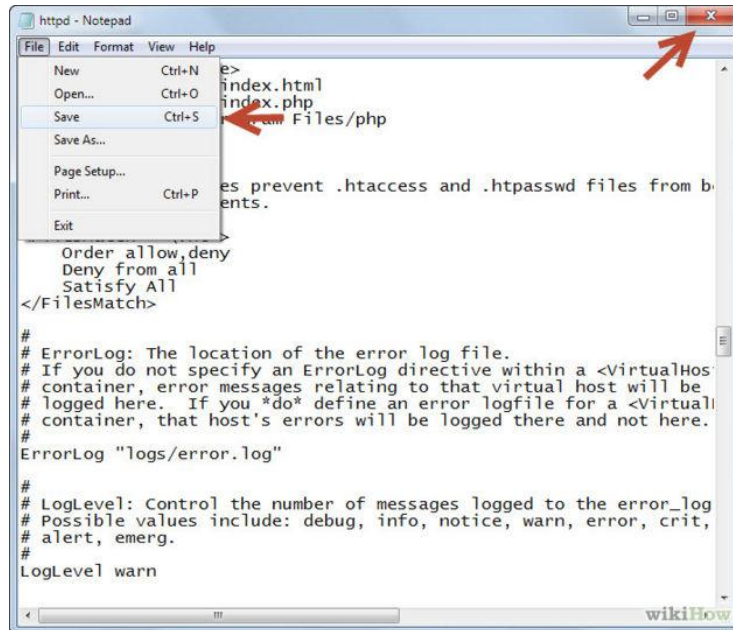 httpd - Notepad
File Edit Format View Help
New Ctrl+N
Open... Ctrl+O
Save Ctrl+S
Save As...
Page Setup...
Print... Ctrl+P
Exit
e>
index.html
index.php
Files/php
es prevent .htaccess and .htpasswd files from b
ents.
Order allow,deny
Deny from all
Satisfy All
</FilesMatch>
#
# ErrorLog: The location of the error log file.
# If you do not specify an ErrorLog directive within a <VirtualHos
# container, error messages relating to that virtual host will be
# logged here. If you *do* define an error logfile for a <Virtual
# container, that host's errors will be logged there and not here.
#
ErrorLog "logs/error.log"
#
# LogLevel: Control the number of messages logged to the error_log
# Possible values include: debug, info, notice, warn, error, crit,
# alert, emerg.
#
LogLevel warn
wikiHow